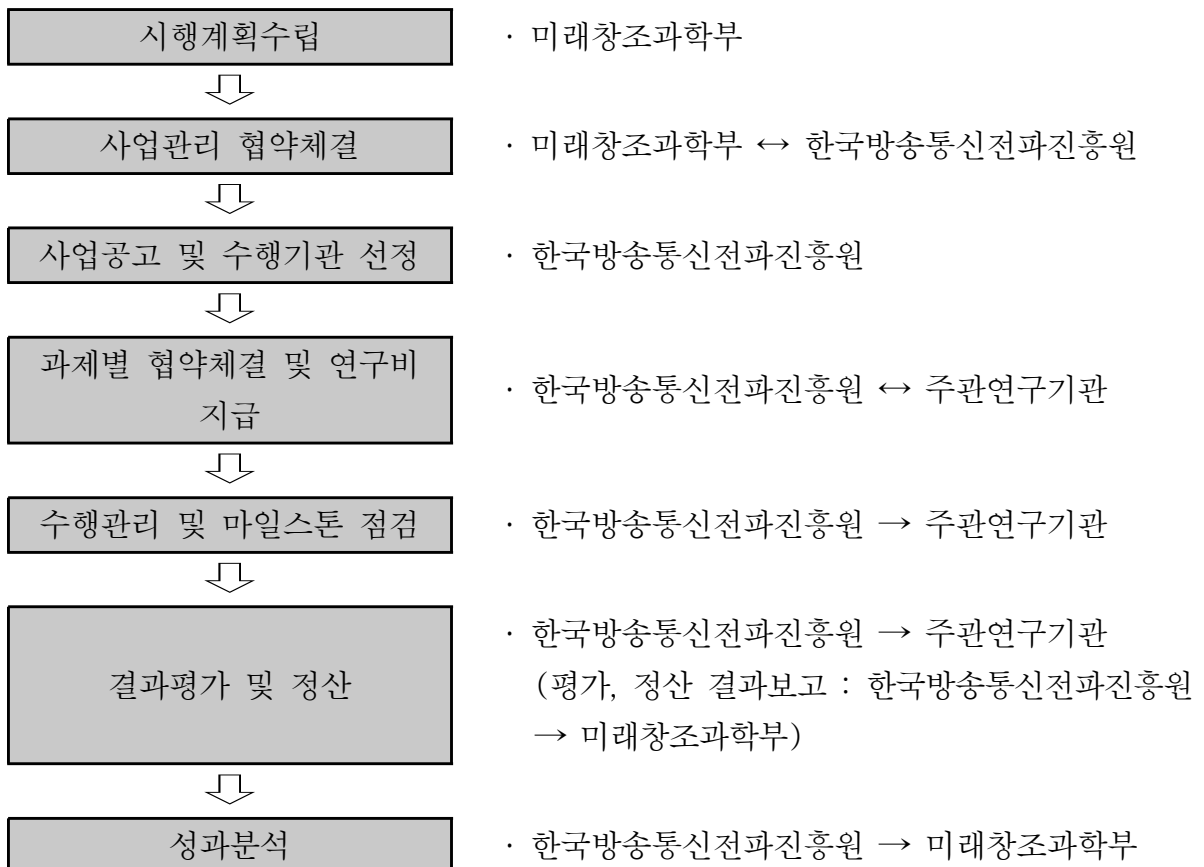 시행계획수립 · 미래창조과학부
사업관리 협약체결 · 미래창조과학부 ↔ 한국방송통신전파진흥원
사업공고 및 수행기관 선정 · 한국방송통신전파진흥원
과제별 협약체결 및 연구비
지급
· 한국방송통신전파진흥원 ↔ 주관연구기관
수행관리 및 마일스톤 점검 · 한국방송통신전파진흥원 → 주관연구기관
결과평가 및 정산
· 한국방송통신전파진흥원 → 주관연구기관
(평가, 정산 결과보고 : 한국방송통신전파진흥원
→ 미래창조과학부)
성과분석 · 한국방송통신전파진흥원 → 미래창조과학부